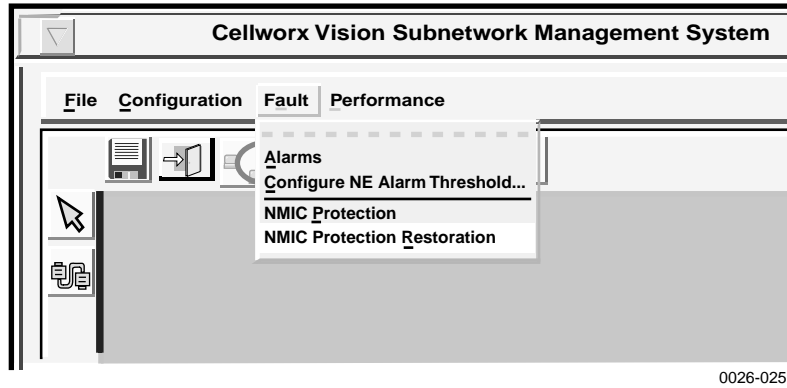 Cellworx Vision Subnetwork Management System
File Configuration Fault Performance
Alarms
Configure NE Alarm Threshold...
NMIC Protection
NMIC Protection Restoration
0026-025